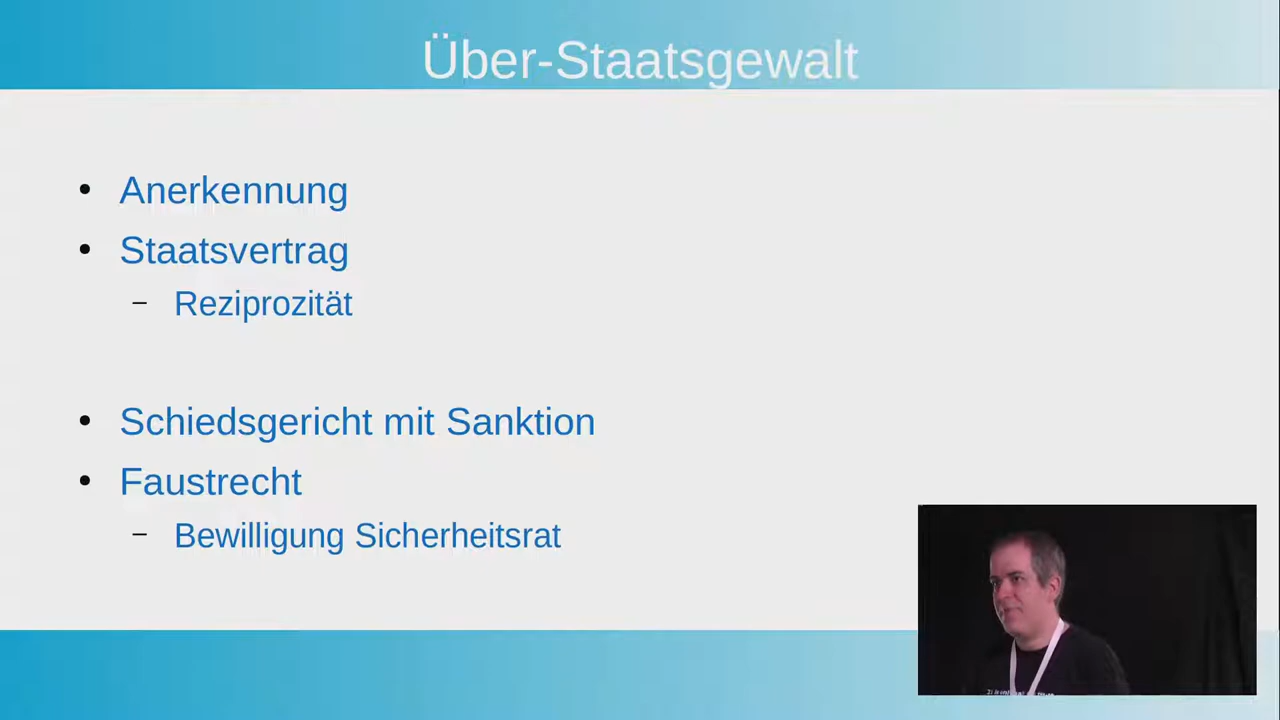 Über-Staatsgewalt
• Anerkennung
• Staatsvertrag
– Reziprozität
• Schiedsgericht mit Sanktion
• Faustrecht
– Bewilligung Sicherheitsrat